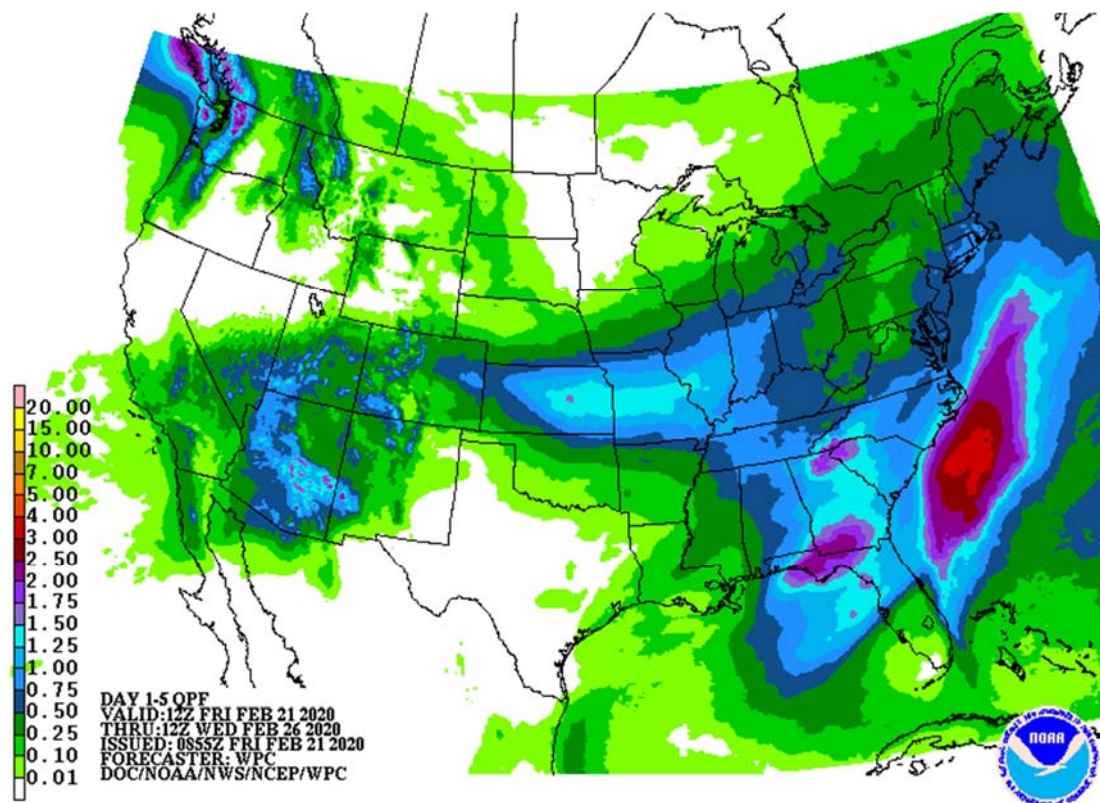 20.00
15.00
10.00
7.00
5.00
4.00
3.00
2.50
2.00
1.75
1.50
1.25
1.00
0.75
0.50
0.25
0.10
0.01
DAY 1-5 QPF
VALID:12Z FRI FEB 21 2020
THRU:12Z WED FEB 26 2020
ISSUED: 0855Z FRI FEB 21 2020
FORECASTER: WPC
DOC/NOAA/NWS/NCEP/WPC
NOAA